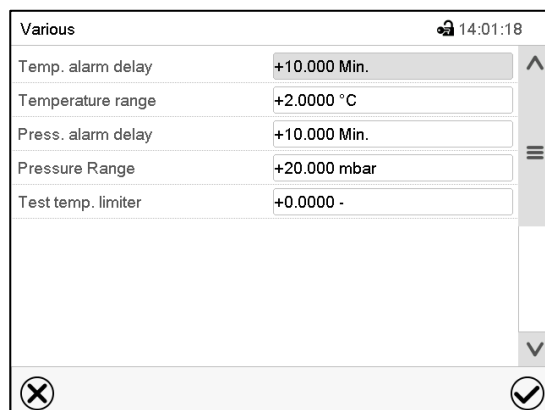 Various 14:01:18
Temp. alarm delay +10.000 Min.
Temperature range +2.0000 °C
Press. alarm delay +10.000 Min.
Pressure Range +20.000 mbar
Test temp. limiter +0.0000 -